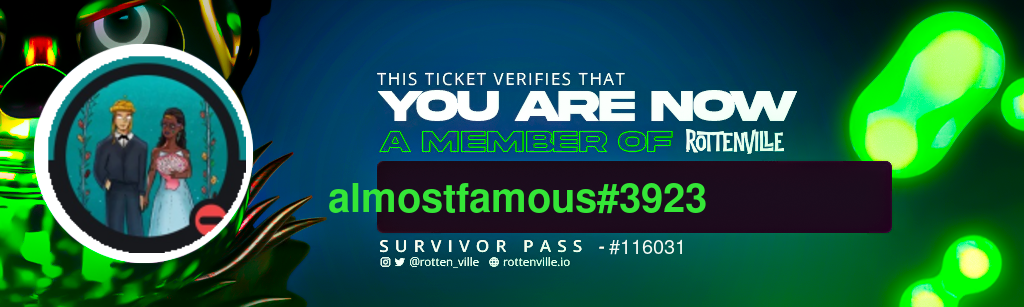 THIS TICKET VERIFIES THAT
YOU ARE NOW
A MEMBER OF ROTTENVILLE
almostfamous#3923
SURVIVOR PASS - #116031
@rotten_ville rottenville.io